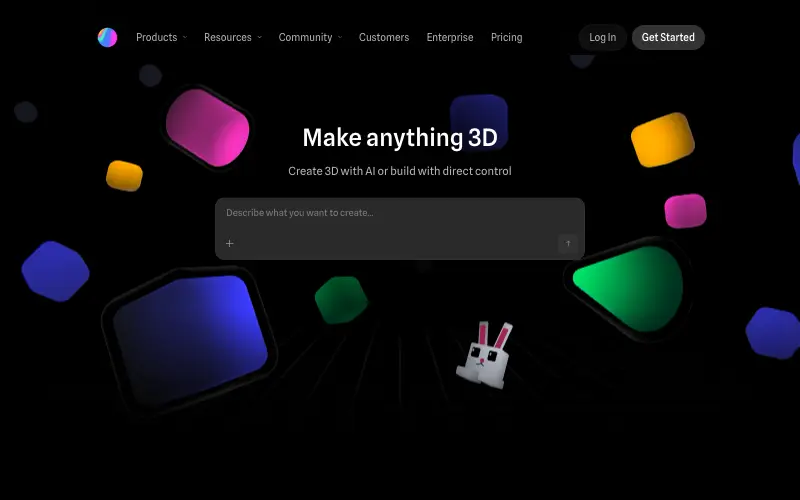 Products Resources Community Customers Enterprise Pricing Log In Get Started
Make anything 3D
Create 3D with AI or build with direct control
Describe what you want to create...